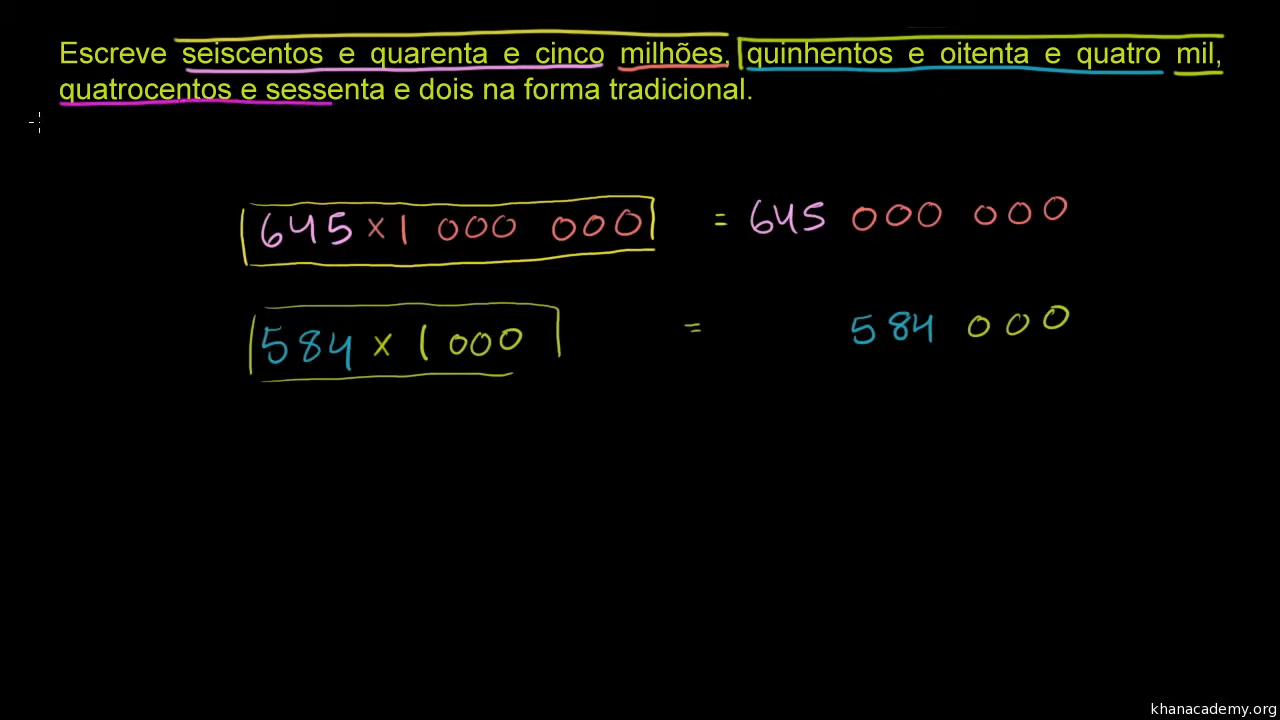 Escreve seiscentos e quarenta e cinco milhões, quinhentos e oitenta e quatro mil,
quatrocentos e sessenta e dois na forma tradicional.
645 × 1 000 000 = 645 000 000
584 × 1 000 = 584 000
khanacademy.org